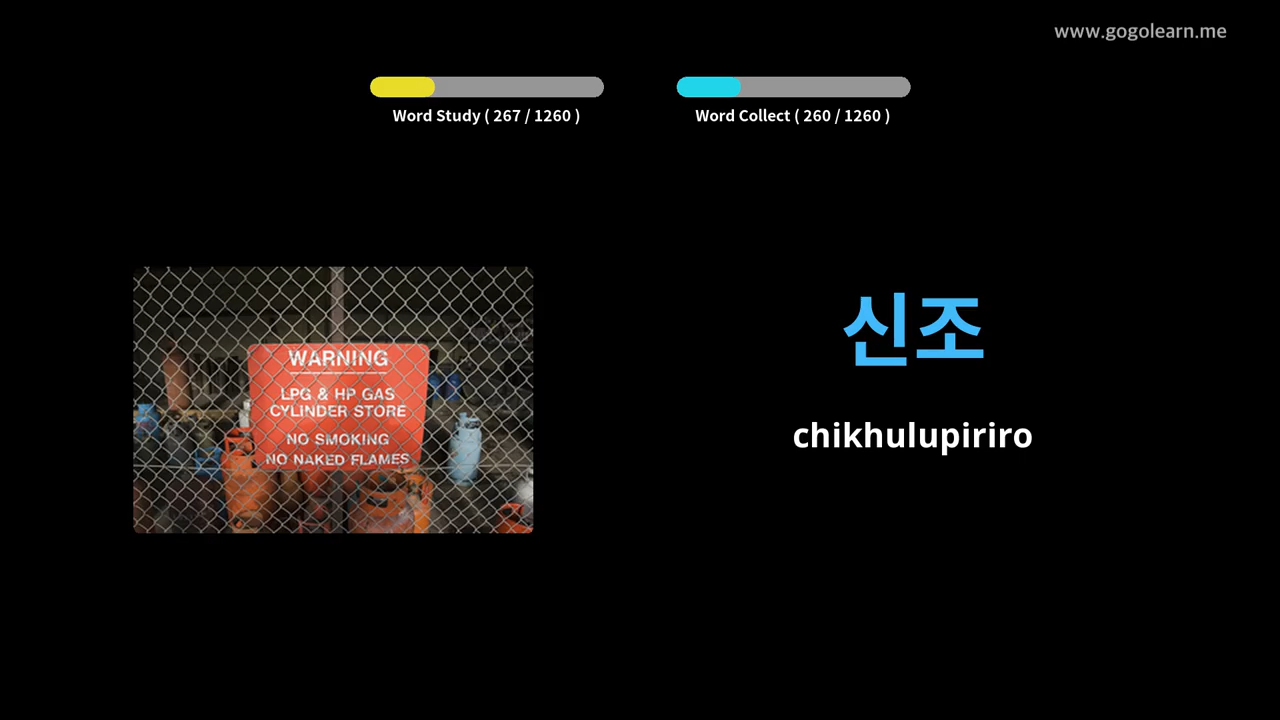 www.gogolearn.me
Word Study ( 267 / 1260 )
Word Collect ( 260 / 1260 )
WARNING
LPG & HP GAS
CYLINDER STORE
NO SMOKING
NO NAKED FLAMES
신조
chikhulupiriro